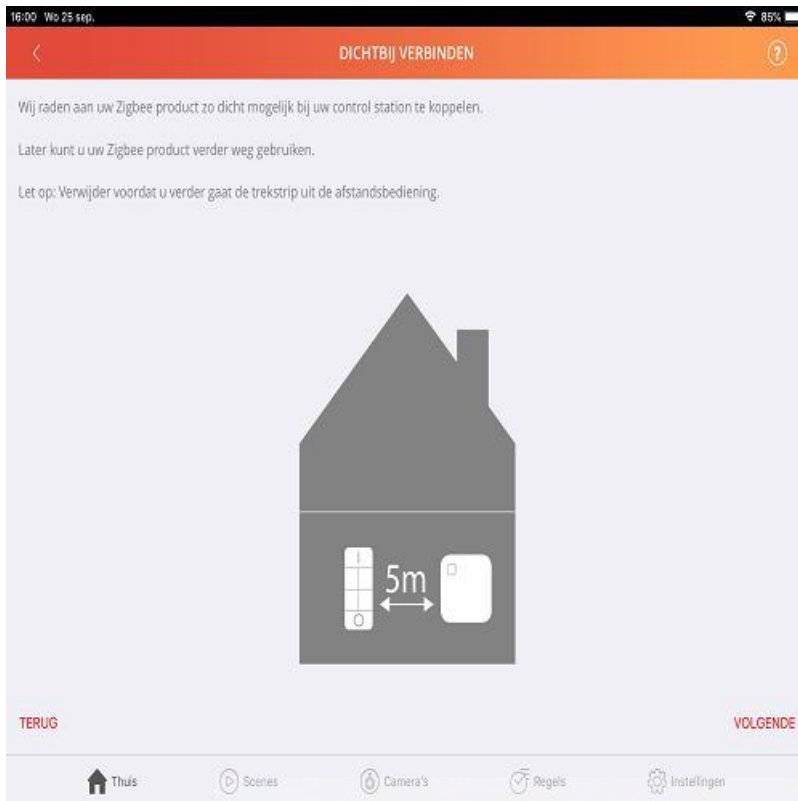 16:00 Wo 25 sep.
85%
DICHTBIJ VERBINDEN
?
Wij raden aan uw Zigbee product zo dicht mogelijk bij uw control station te koppelen.
Later kunt u uw Zigbee product verder weg gebruiken.
Let op: Verwijder voordat u verder gaat de trekstrip uit de afstandsbediening.
5m
TERUG
VOLGENDE
Thuis
Scenes
Camera's
Regels
Instellingen